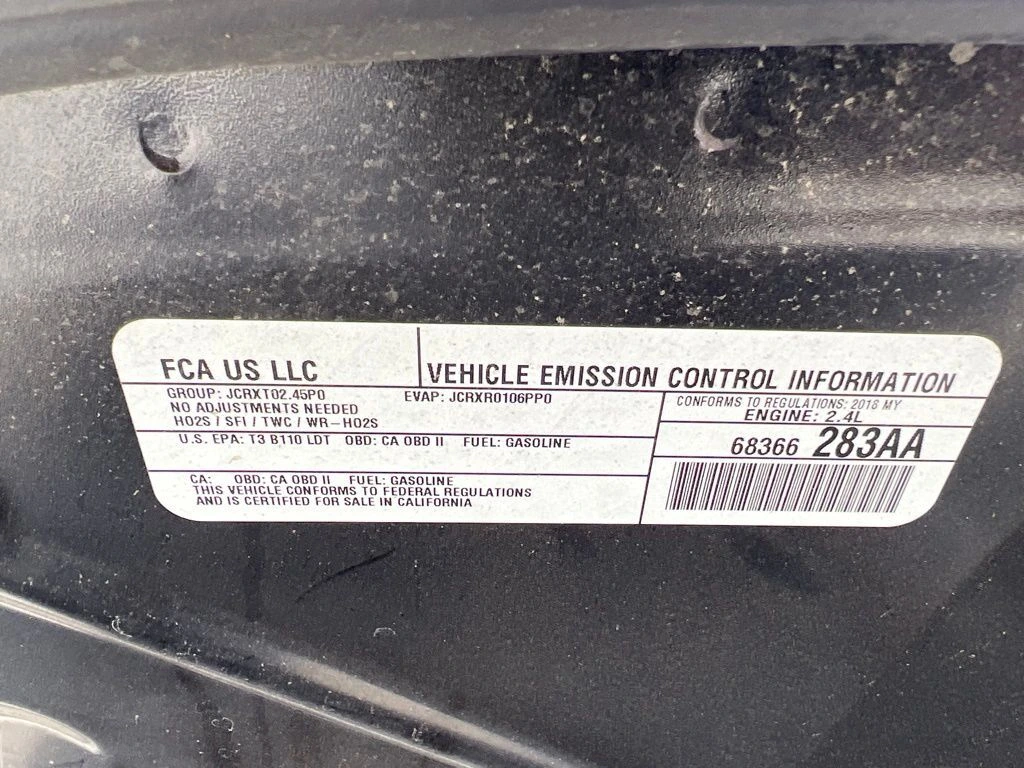 FCA US LLC
VEHICLE EMISSION CONTROL INFORMATION
GROUP: JCRXT02.45P0 EVAP: JCRXR0106PP0
NO ADJUSTMENTS NEEDED
HO2S / SFI / TWC / WR-HO2S
CONFORMS TO REGULATIONS: 2018 MY
ENGINE: 2.4L
U.S. EPA: T3 B110 LDT OBD: CA OBD II FUEL: GASOLINE
68366 283AA
CA: OBD: CA OBD II FUEL: GASOLINE
THIS VEHICLE CONFORMS TO FEDERAL REGULATIONS
AND IS CERTIFIED FOR SALE IN CALIFORNIA